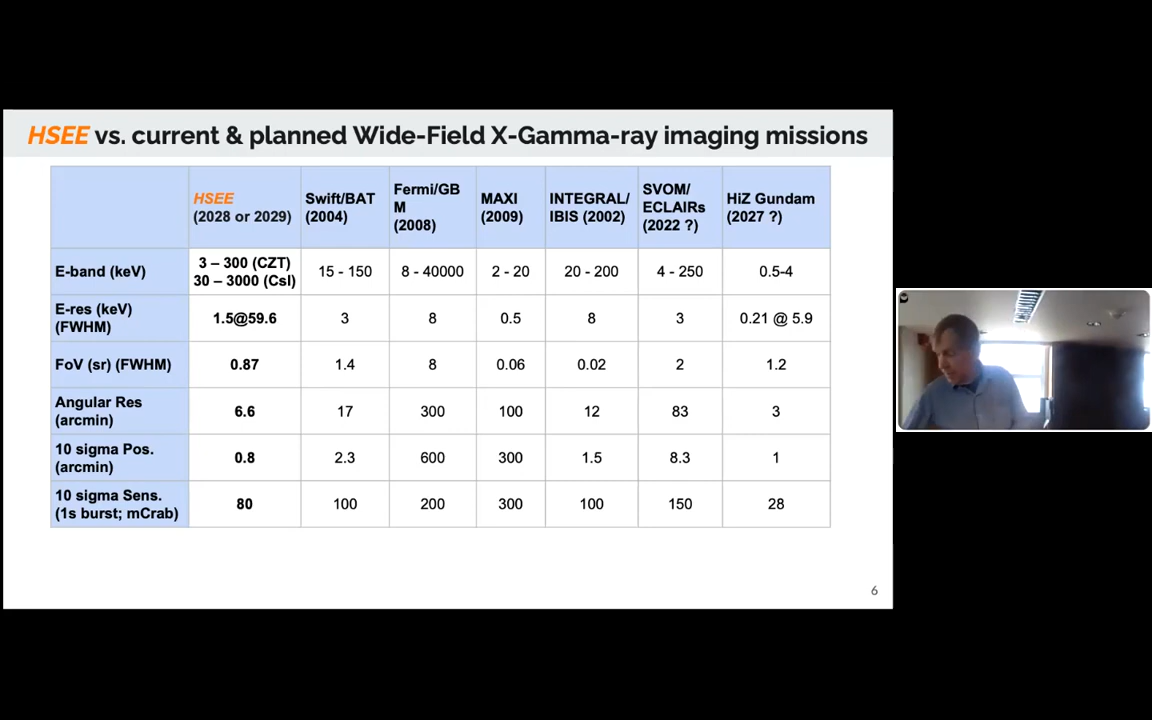 HSEE vs. current & planned Wide-Field X-Gamma-ray imaging missions
HSEE
(2028 or 2029)
Swift/BAT
(2004)
Fermi/GB
M
(2008)
MAXI
(2009)
INTEGRAL/
IBIS (2002)
SVOM/
ECLAIRs
(2022 ?)
HiZ Gundam
(2027 ?)
E-band (keV)
3 – 300 (CZT)
30 – 3000 (CsI)
15 - 150
8 - 40000
2 - 20
20 - 200
4 - 250
0.5-4
E-res (keV)
(FWHM)
1.5@59.6
3
8
0.5
8
3
0.21 @ 5.9
FoV (sr) (FWHM)
0.87
1.4
8
0.06
0.02
2
1.2
Angular Res
(arcmin)
6.6
17
300
100
12
83
3
10 sigma Pos.
(arcmin)
0.8
2.3
600
300
1.5
8.3
1
10 sigma Sens.
(1s burst; mCrab)
80
100
200
300
100
150
28
6